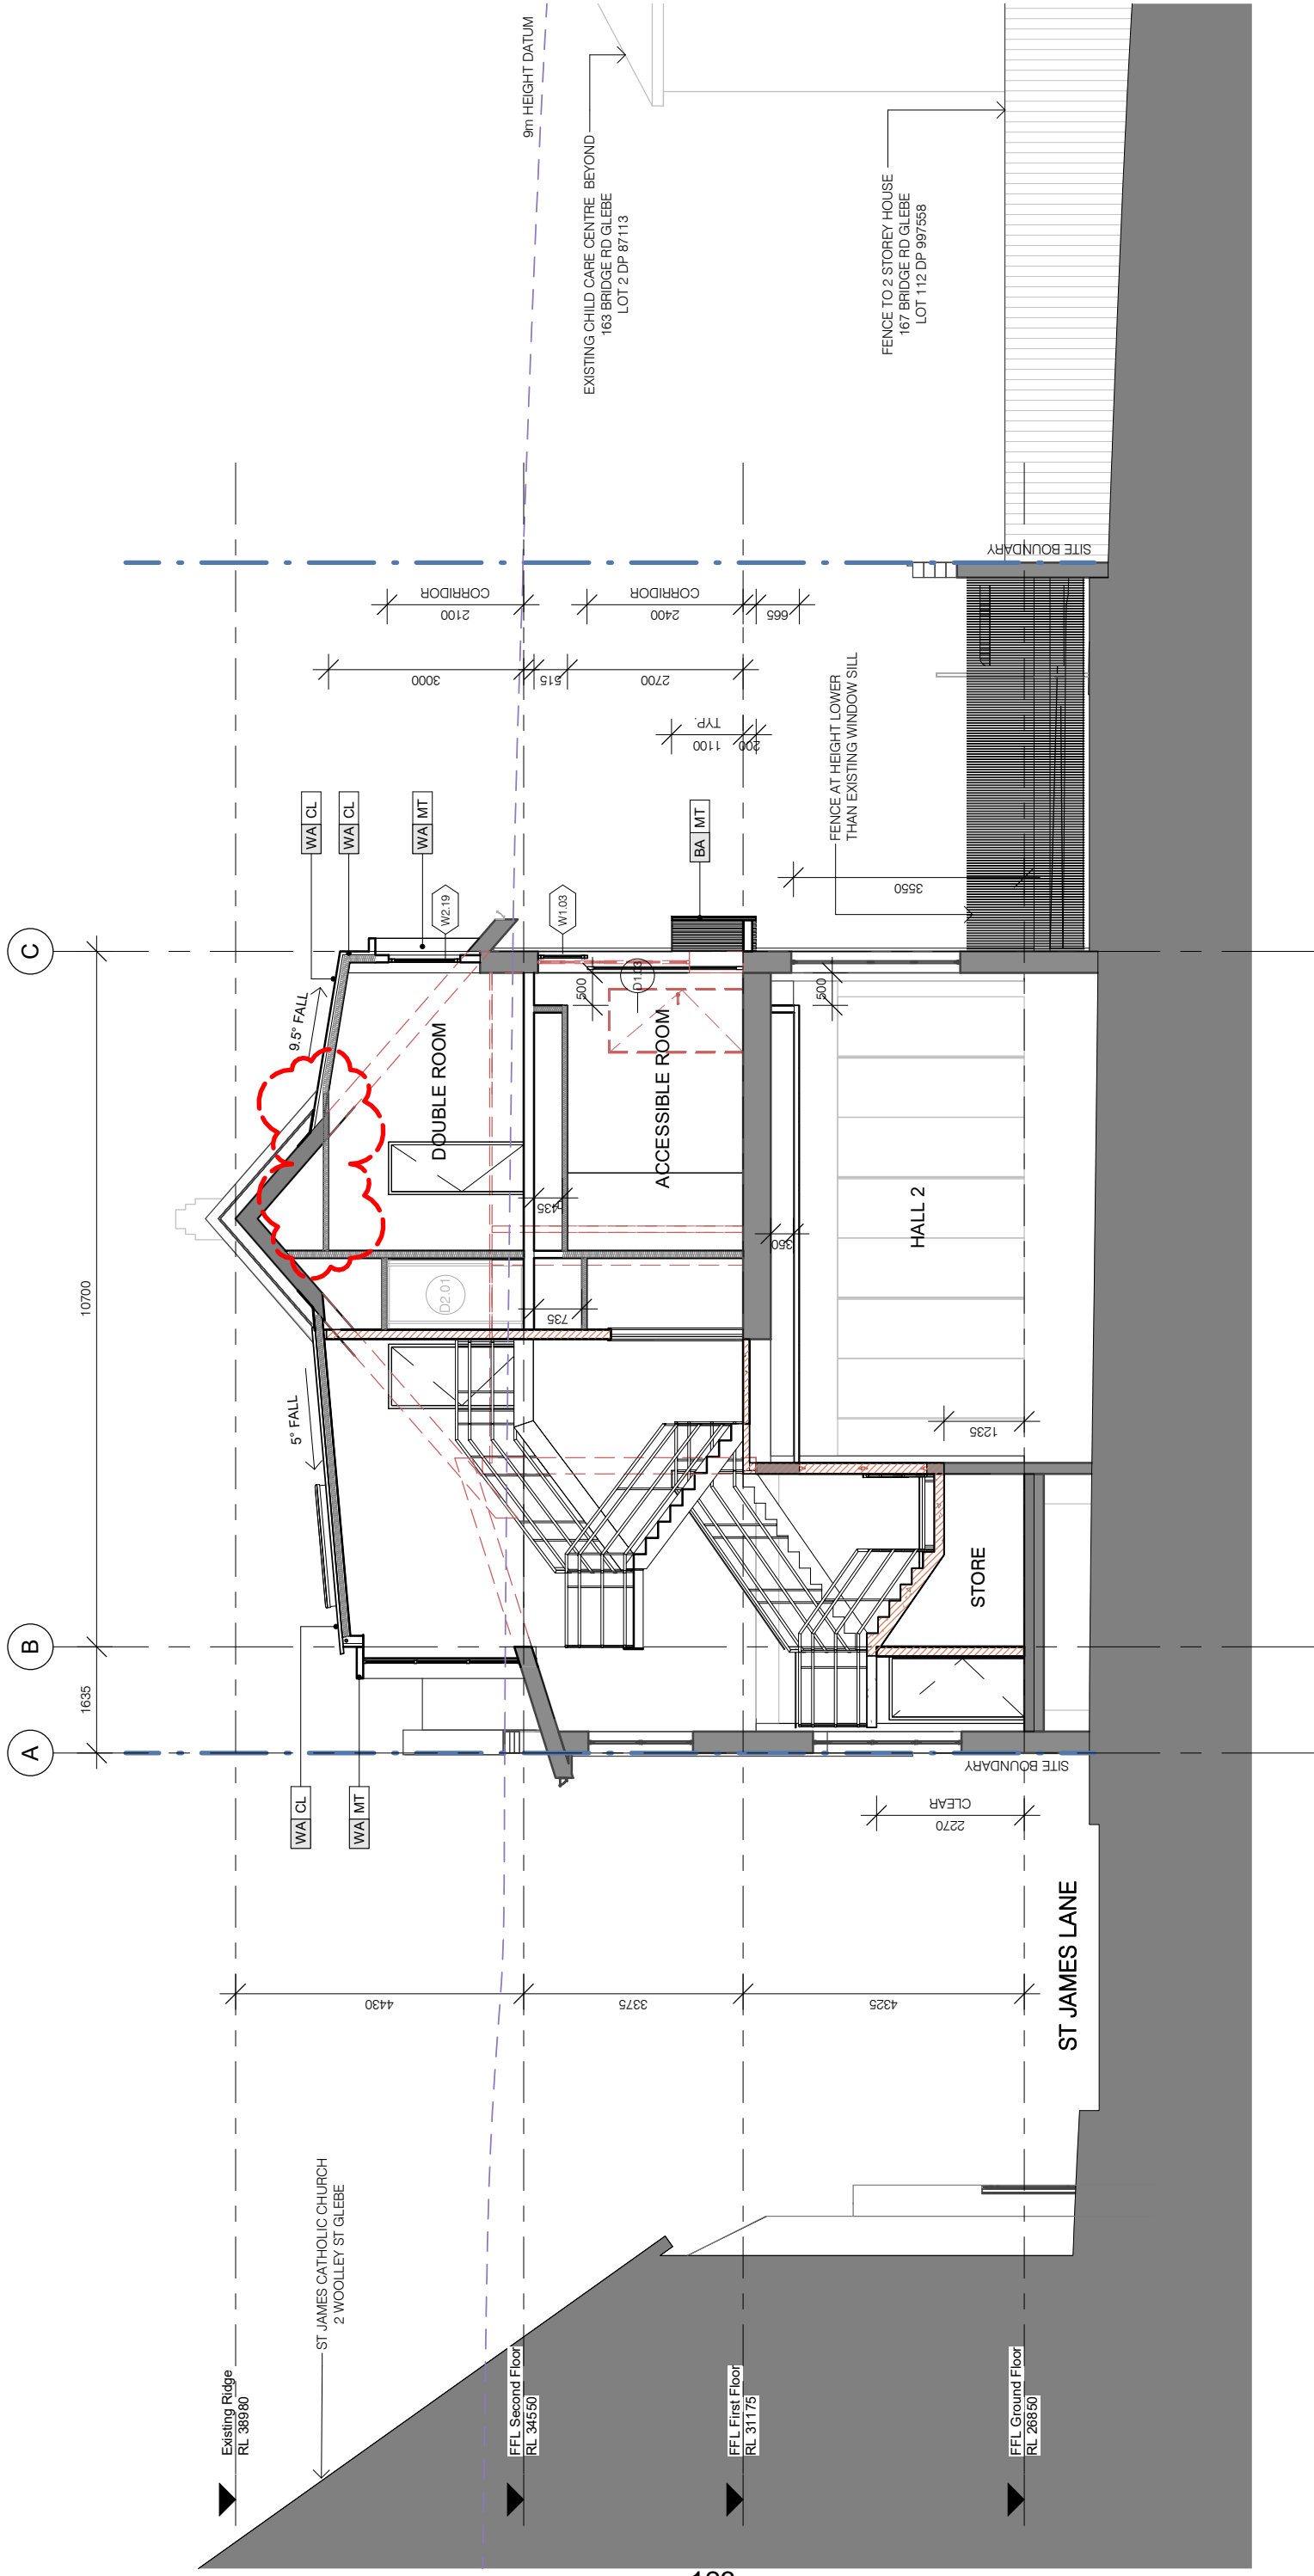 A
B
C
1635
10700
ST JAMES CATHOLIC CHURCH
2 WOOLLEY ST GLEBE
Existing Ridge
RL 38980
FFL Second Floor
RL 34550
FFL First Floor
RL 31175
FFL Ground Floor
RL 26850
4430
3375
4325
ST JAMES LANE
WA CL
WA MT
2270
CLEAR
SITE BOUNDARY
5° FALL
9.5° FALL
D2.01
735
435
STORE
1235
HALL 2
350
DOUBLE ROOM
ACCESSIBLE ROOM
D1.03
500
500
W2.19
W1.03
WA CL
WA CL
WA MT
BA MT
3550
FENCE AT HEIGHT LOWER
THAN EXISTING WINDOW SILL
1100
TYP.
200
3000
515
2700
2100
CORRIDOR
2400
CORRIDOR
665
SITE BOUNDARY
9m HEIGHT DATUM
EXISTING CHILD CARE CENTRE BEYOND
163 BRIDGE RD GLEBE
LOT 2 DP 87113
FENCE TO 2 STOREY HOUSE
167 BRIDGE RD GLEBE
LOT 112 DP 997558